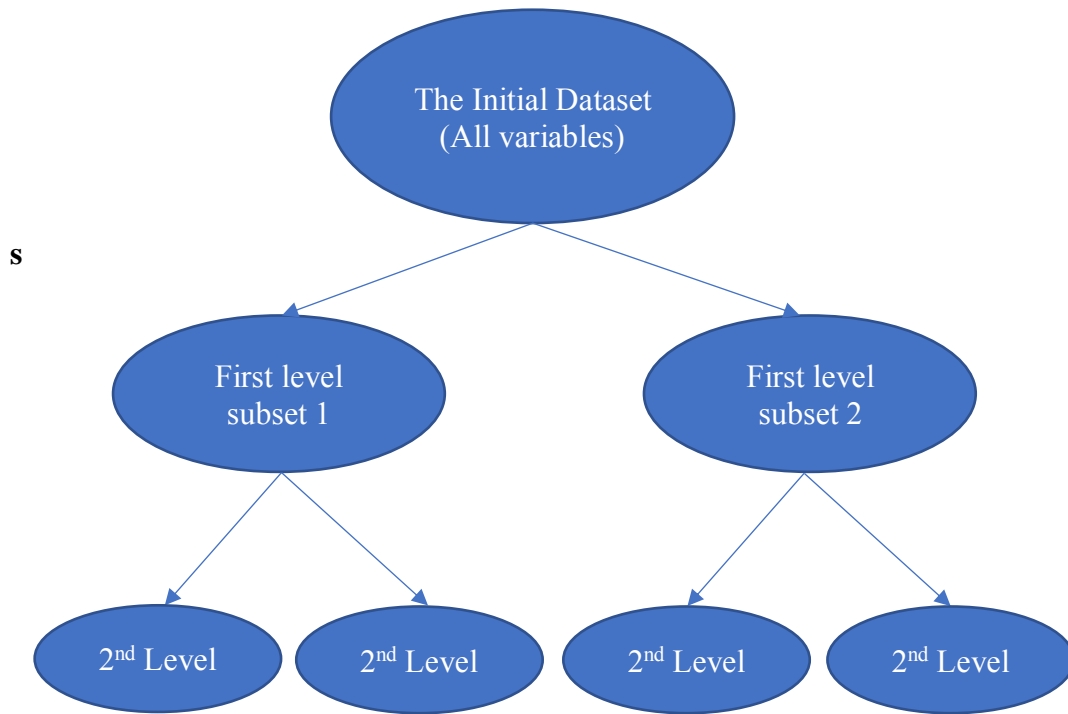 The Initial Dataset
(All variables)
s
First level
subset 1
First level
subset 2
2nd Level
2nd Level
2nd Level
2nd Level